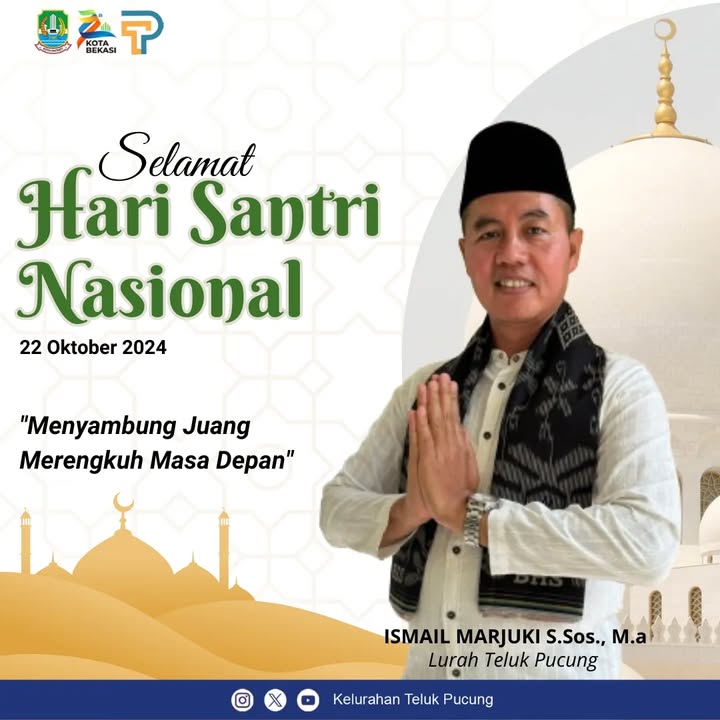 KOTA
BEKASI
TP
Selamat
Hari Santri
Nasional
22 Oktober 2024
"Menyambung Juang
Merengkuh Masa Depan"
BHS
ISMAIL MARJUKI S.Sos., M.a
Lurah Teluk Pucung
Kelurahan Teluk Pucung